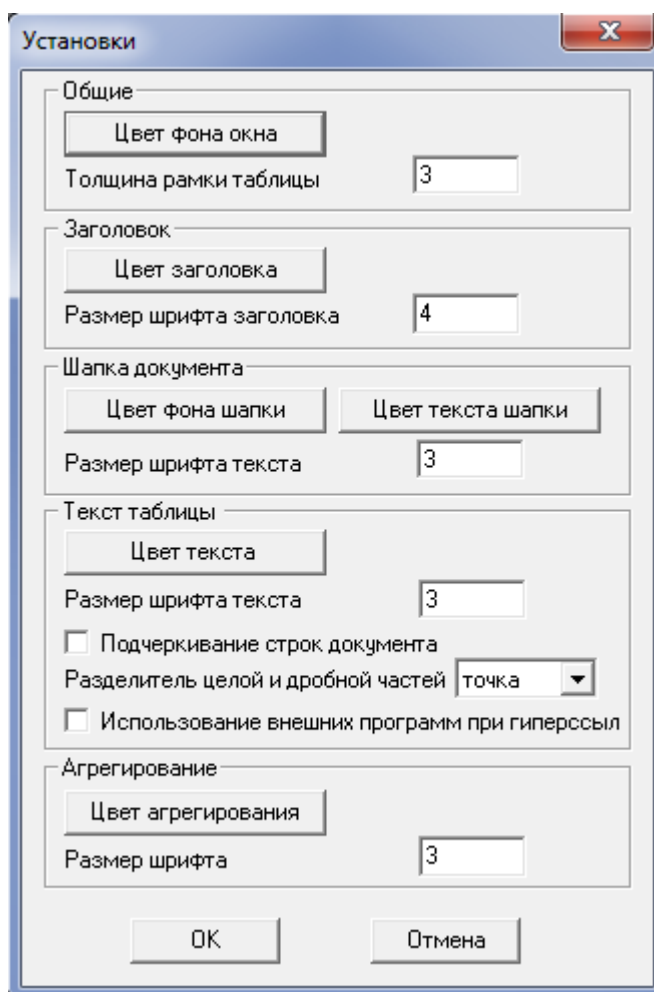 Установки
Общие
Цвет фона окна
Толщина рамки таблицы 3
Заголовок
Цвет заголовка
Размер шрифта заголовка 4
Шапка документа
Цвет фона шапки Цвет текста шапки
Размер шрифта текста 3
Текст таблицы
Цвет текста
Размер шрифта текста 3
Подчеркивание строк документа
Разделитель целой и дробной частей точка
Использование внешних программ при гиперссыл
Агрегирование
Цвет агрегирования
Размер шрифта 3
OK Отмена